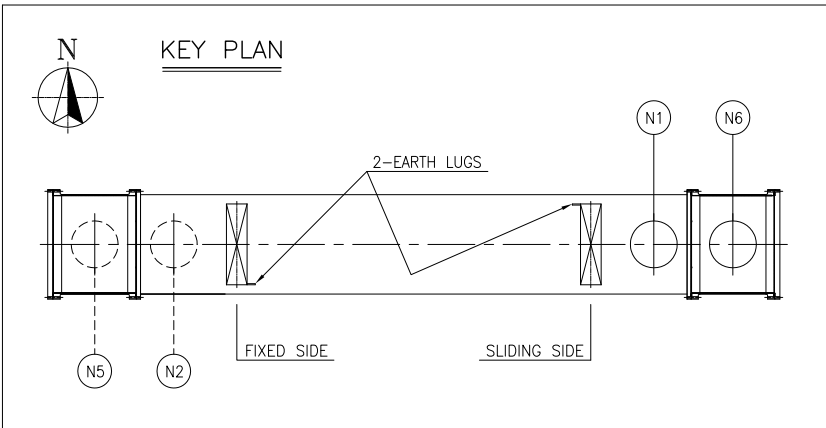 N
KEY PLAN
N1
N6
2-EARTH LUGS
FIXED SIDE
SLIDING SIDE
N5
N2